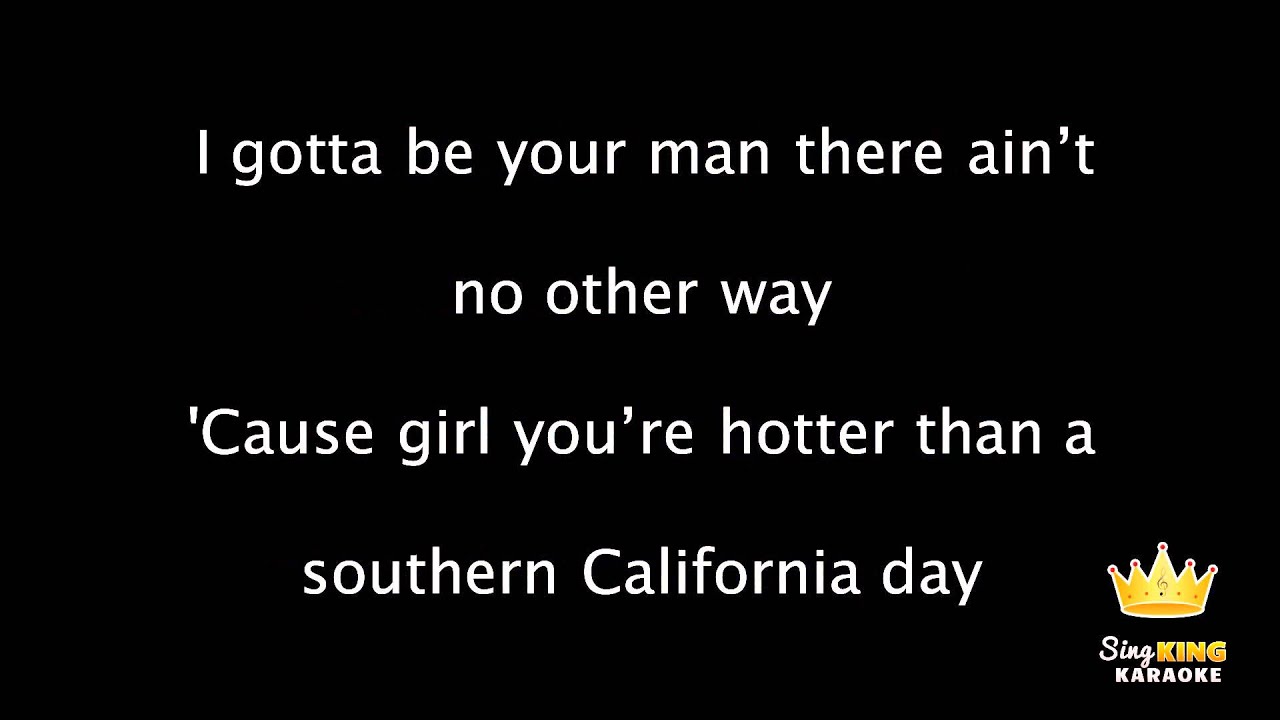 I gotta be your man there ain’t
no other way
'Cause girl you’re hotter than a
southern California day
Sing KING
KARAOKE